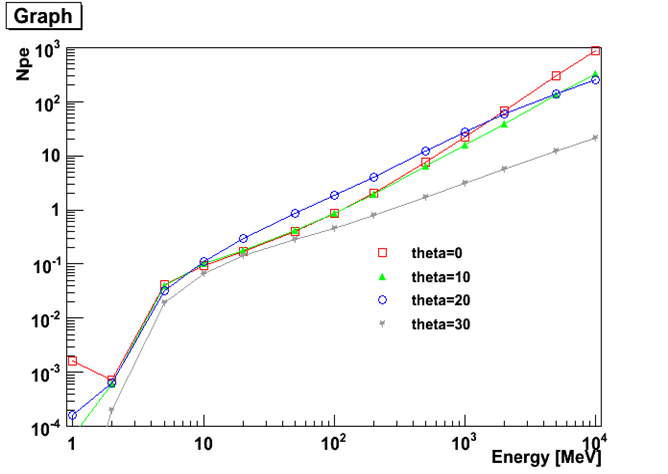 Graph
Npe
10³
10²
10
1
10⁻¹
10⁻²
10⁻³
10⁻⁴
theta=0
theta=10
theta=20
theta=30
1 10 10² 10³ 10⁴
Energy [MeV]